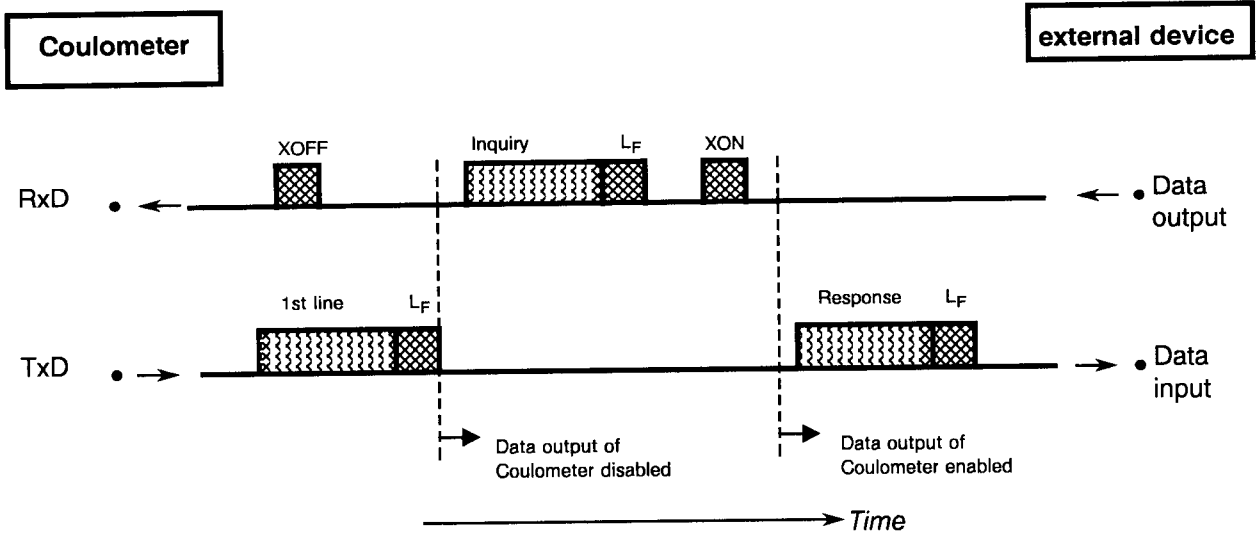 Coulometer
external device
XOFF
Inquiry
LF
XON
RxD
Data
output
1st line
LF
Response
LF
TxD
Data
input
Data output of
Coulometer disabled
Data output of
Coulometer enabled
Time